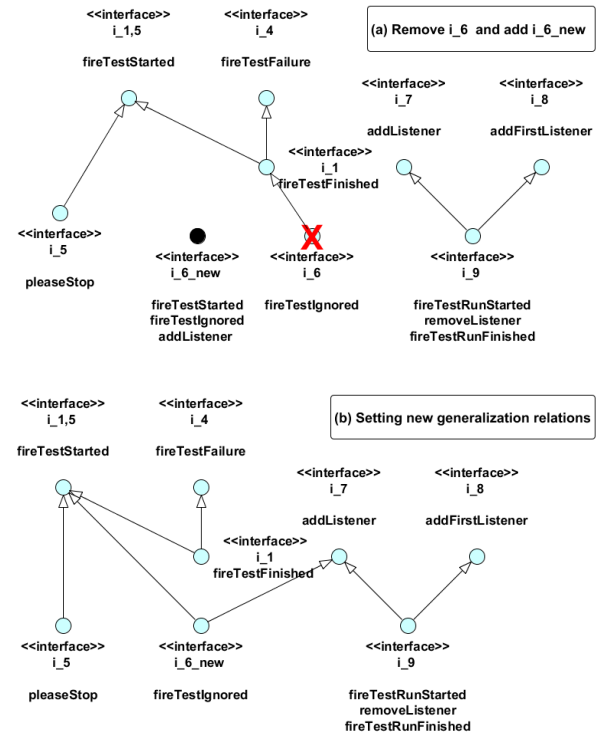 <<interface>>
i_1,5
fireTestStarted
<<interface>>
i_4
fireTestFailure
(a) Remove i_6 and add i_6_new
<<interface>>
i_7
addListener
<<interface>>
i_8
addFirstListener
<<interface>>
i_1
fireTestFinished
<<interface>>
i_5
pleaseStop
<<interface>>
i_6_new
fireTestStarted
fireTestIgnored
addListener
X
<<interface>>
i_6
fireTestIgnored
<<interface>>
i_9
fireTestRunStarted
removeListener
fireTestRunFinished
<<interface>>
i_1,5
fireTestStarted
<<interface>>
i_4
fireTestFailure
(b) Setting new generalization relations
<<interface>>
i_7
addListener
<<interface>>
i_8
addFirstListener
<<interface>>
i_1
fireTestFinished
<<interface>>
i_5
pleaseStop
<<interface>>
i_6_new
fireTestIgnored
<<interface>>
i_9
fireTestRunStarted
removeListener
fireTestRunFinished